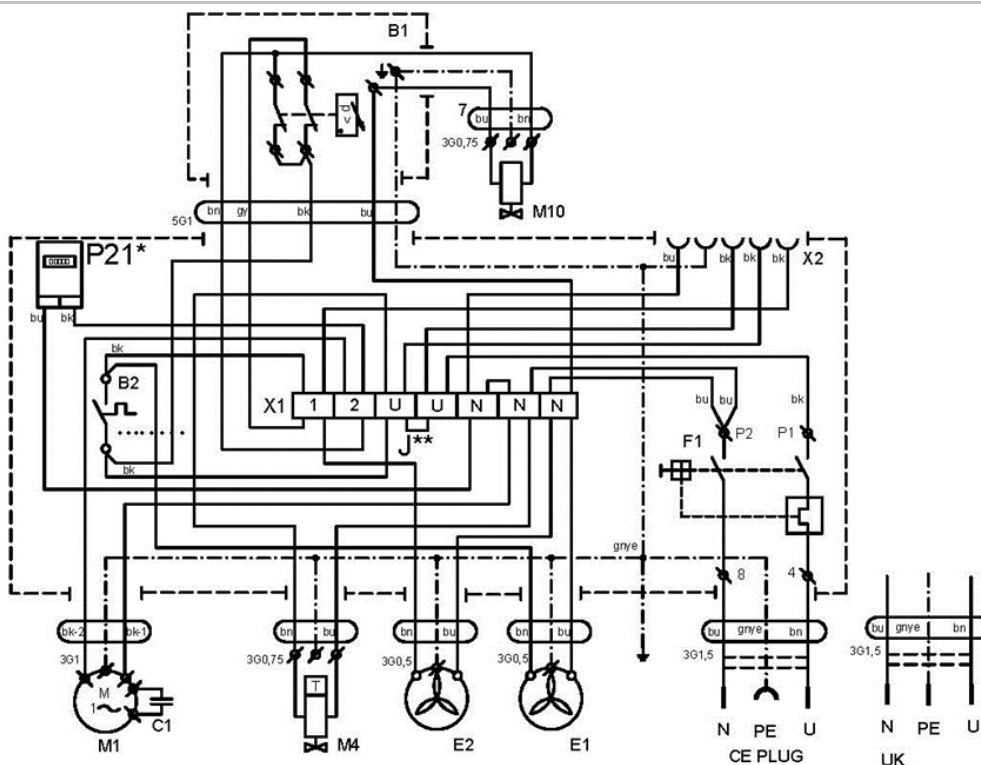 B1
7
bu bn
3G0,75
M10
v d
bn gy bk bu
5G1
P21*
00000
bu bk
bu bk bk bk
X2
bk
B2
X1 1 2 U U N N N
J**
bu bu bk
F1 P2 P1
bk
gnye
8 4
bk-2 bk-1
3G1
bn bu
3G0,75
bn bu
3G0,5
bn bu
3G0,5
bu gnye bn
3G1,5
bu gnye bn
3G1,5
M
1
C1
T
M1 M4 E2 E1
N PE U
CE PLUG
N PE U
UK